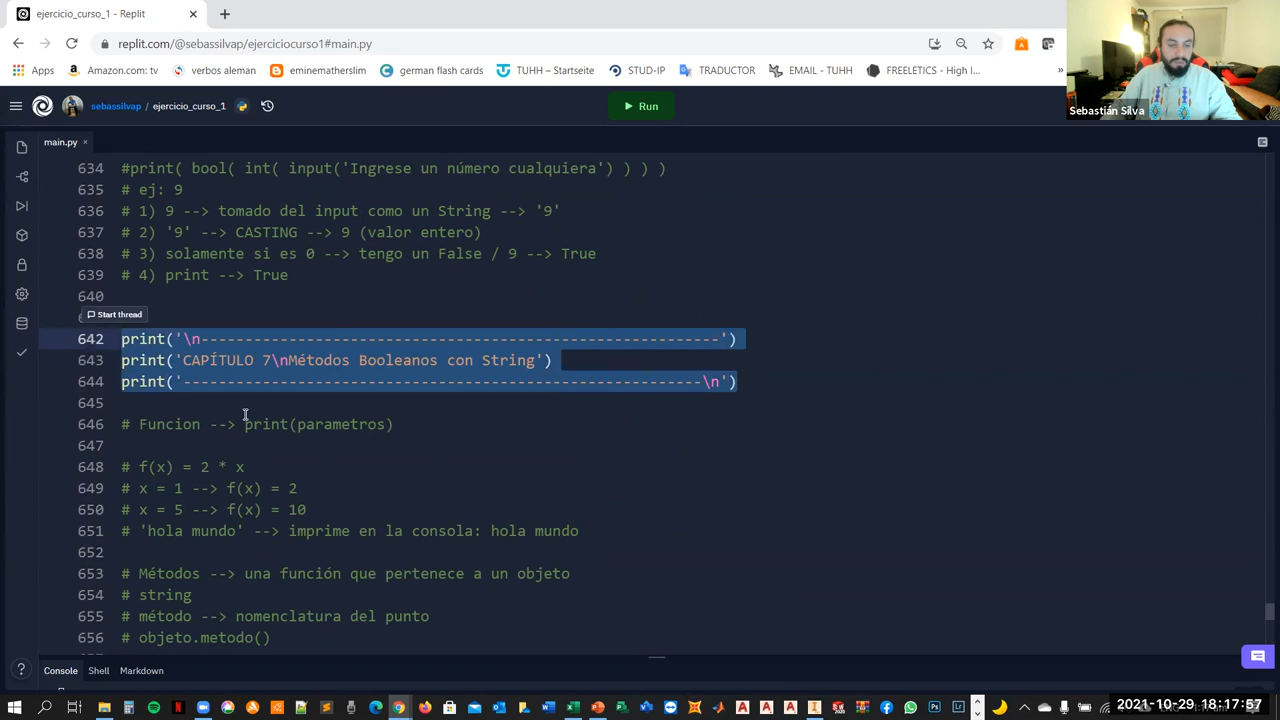 ejercicio_curso_1 - Replit
replit.com/@sebassilvap/ejerciciocurso1#main.py
Apps
Amazon.com: tv
verbos aleman
eminematherslim
german flash cards
TUHH – Startseite
STUD-IP
TRADUCTOR
EMAIL - TUHH
FREELETICS - High I...
»
Sebastián Silva
sebassilvap / ejercicio_curso_1
Run
main.py
634 #print( bool( int( input('Ingrese un número cualquiera') ) ) )
635 # ej: 9
636 # 1) 9 --> tomado del input como un String --> '9'
637 # 2) '9' --> CASTING --> 9 (valor entero)
638 # 3) solamente si es 0 --> tengo un False / 9 --> True
639 # 4) print --> True
640
Start thread
642 print('\n-----------------------------------------------------------')
643 print('CAPÍTULO 7\nMétodos Booleanos con String')
644 print('-----------------------------------------------------------\n')
645
646 # Funcion --> print(parametros)
647
648 # f(x) = 2 * x
649 # x = 1 --> f(x) = 2
650 # x = 5 --> f(x) = 10
651 # 'hola mundo' --> imprime en la consola: hola mundo
652
653 # Métodos --> una función que pertenece a un objeto
654 # string
655 # método --> nomenclatura del punto
656 # objeto.metodo()
Console
Shell
Markdown
2021-10-29 18:17:57